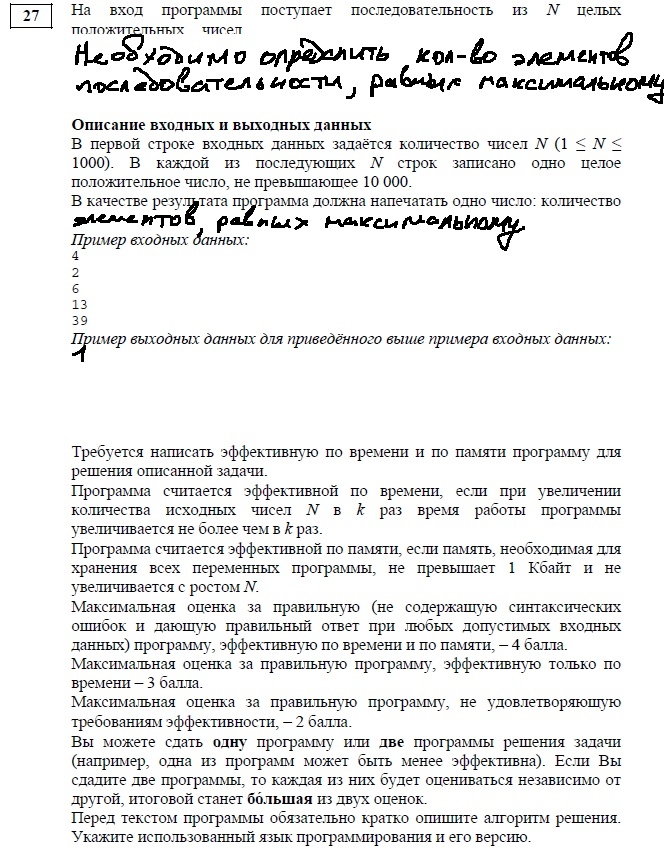 27
На вход программы поступает последовательность из N целых
положительных чисел
Необходимо определить кол-во элементов
последовательности, равных максимальному
Описание входных и выходных данных
В первой строке входных данных задаётся количество чисел N (1 ≤ N ≤
1000). В каждой из последующих N строк записано одно целое
положительное число, не превышающее 10 000.
В качестве результата программа должна напечатать одно число: количество
элементов, равных максимальному.
Пример входных данных:
4
2
6
13
39
Пример выходных данных для приведённого выше примера входных данных:
1
Требуется написать эффективную по времени и по памяти программу для
решения описанной задачи.
Программа считается эффективной по времени, если при увеличении
количества исходных чисел N в k раз время работы программы
увеличивается не более чем в k раз.
Программа считается эффективной по памяти, если память, необходимая для
хранения всех переменных программы, не превышает 1 Кбайт и не
увеличивается с ростом N.
Максимальная оценка за правильную (не содержащую синтаксических
ошибок и дающую правильный ответ при любых допустимых входных
данных) программу, эффективную по времени и по памяти, – 4 балла.
Максимальная оценка за правильную программу, эффективную только по
времени – 3 балла.
Максимальная оценка за правильную программу, не удовлетворяющую
требованиям эффективности, – 2 балла.
Вы можете сдать одну программу или две программы решения задачи
(например, одна из программ может быть менее эффективна). Если Вы
сдадите две программы, то каждая из них будет оцениваться независимо от
другой, итоговой станет бо́льшая из двух оценок.
Перед текстом программы обязательно кратко опишите алгоритм решения.
Укажите использованный язык программирования и его версию.